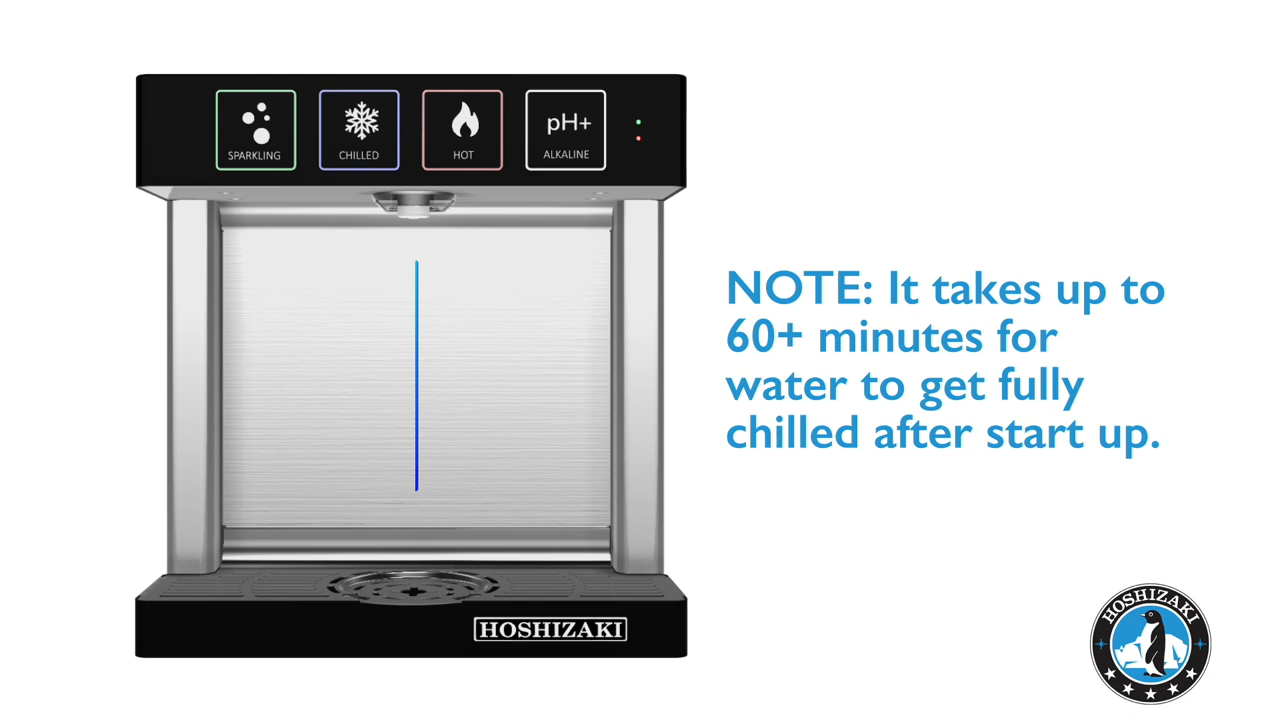 SPARKLING
CHILLED
HOT
pH+
ALKALINE
NOTE: It takes up to
60+ minutes for
water to get fully
chilled after start up.
HOSHIZAKI
HOSHIZAKI